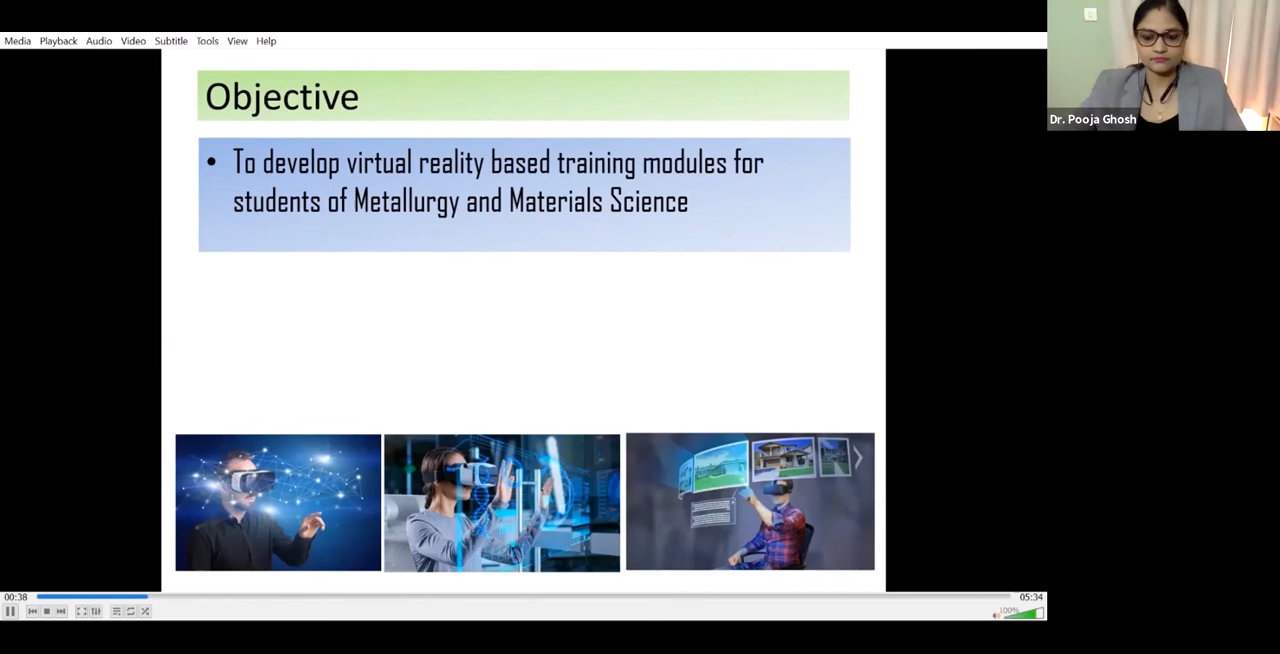 Media Playback Audio Video Subtitle Tools View Help
Dr. Pooja Ghosh
Objective
• To develop virtual reality based training modules for
students of Metallurgy and Materials Science
00:38
05:34
100%